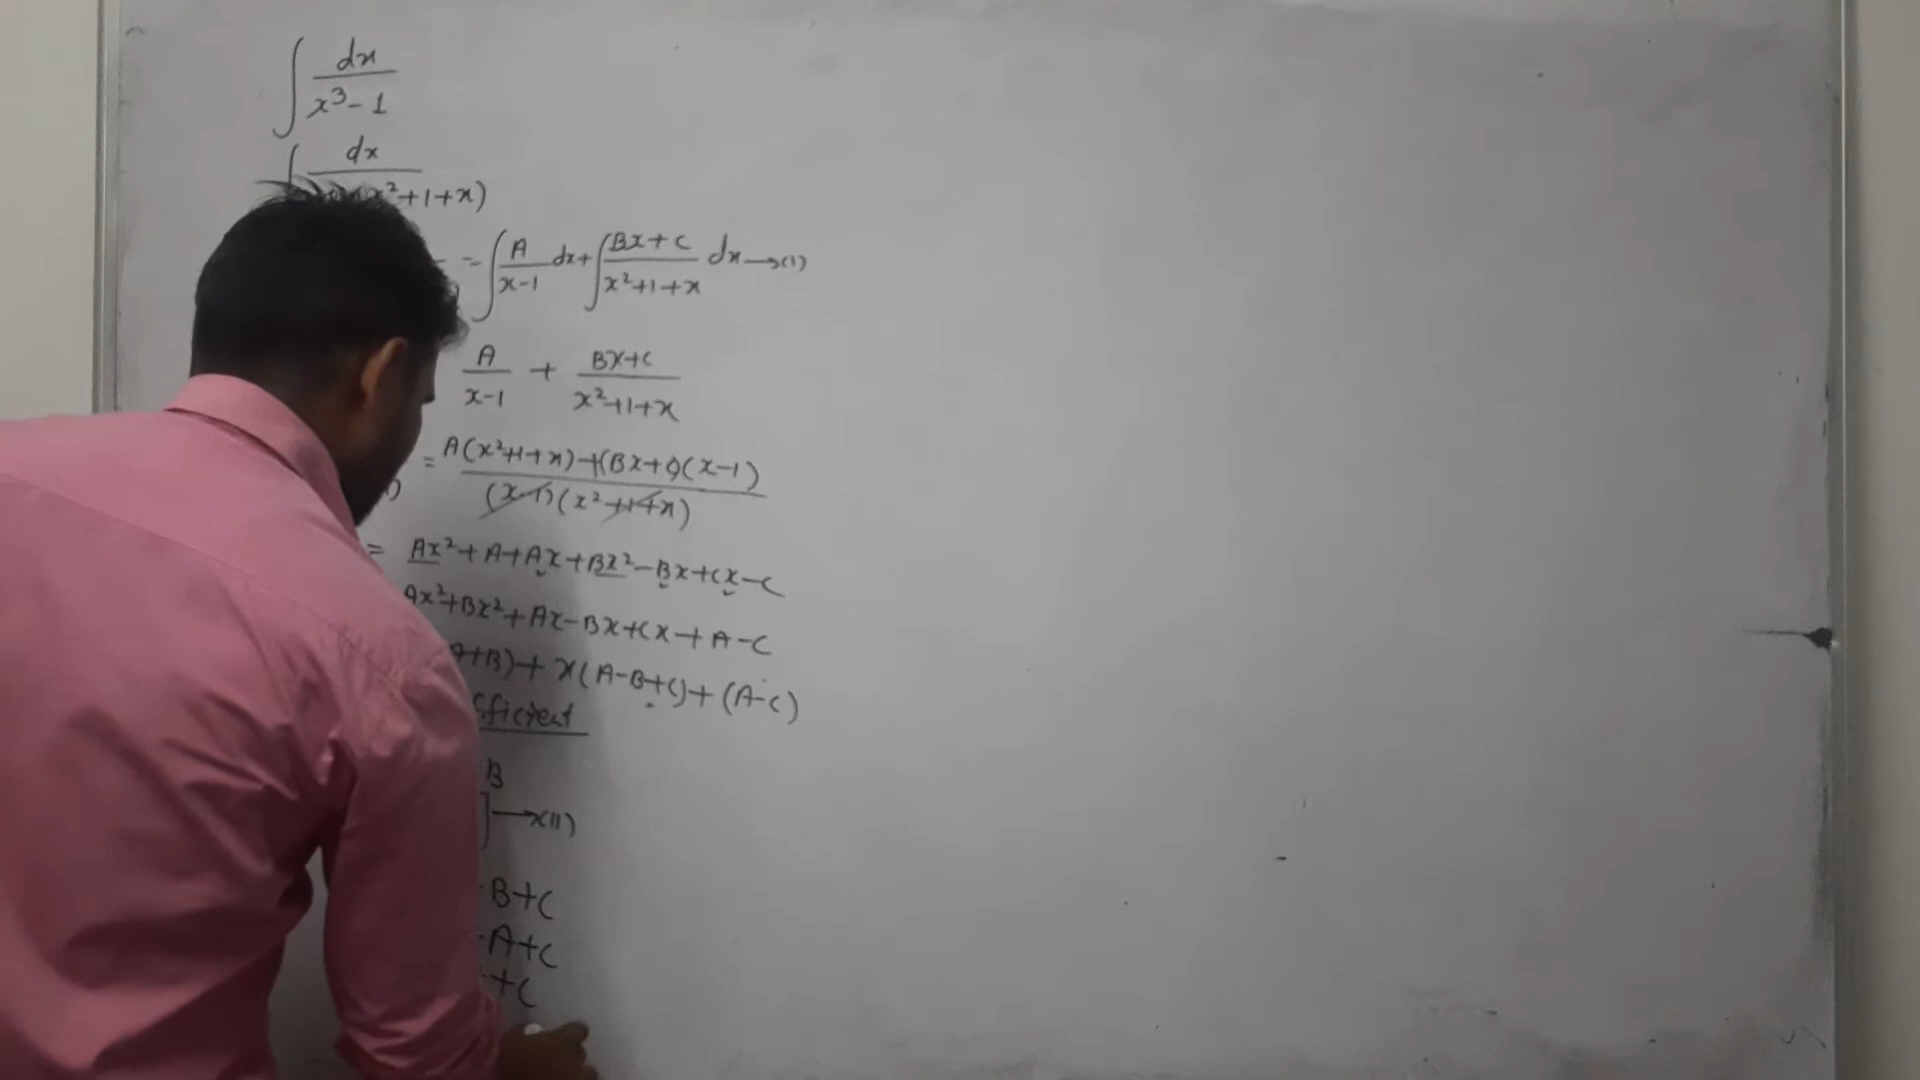 ∫ dx / x³ - 1
∫ dx / x² + 1 + x)
= ∫ A / x-1 dx + ∫ Bx + C / x² + 1 + x dx → (1)
A / x-1 + Bx + C / x² + 1 + x
= A(x² + 1 + x) + (Bx + C)(x-1) / (x-1)(x² + 1 + x)
= Ax² + A + Ax + Bx² - Bx + Cx - C
Ax² + Bx² + Ax - Bx + Cx + A - C
A+B) + x(A - B + C) + (A - C)
fficient
B
] → (11)
B + C
A + C
+ C